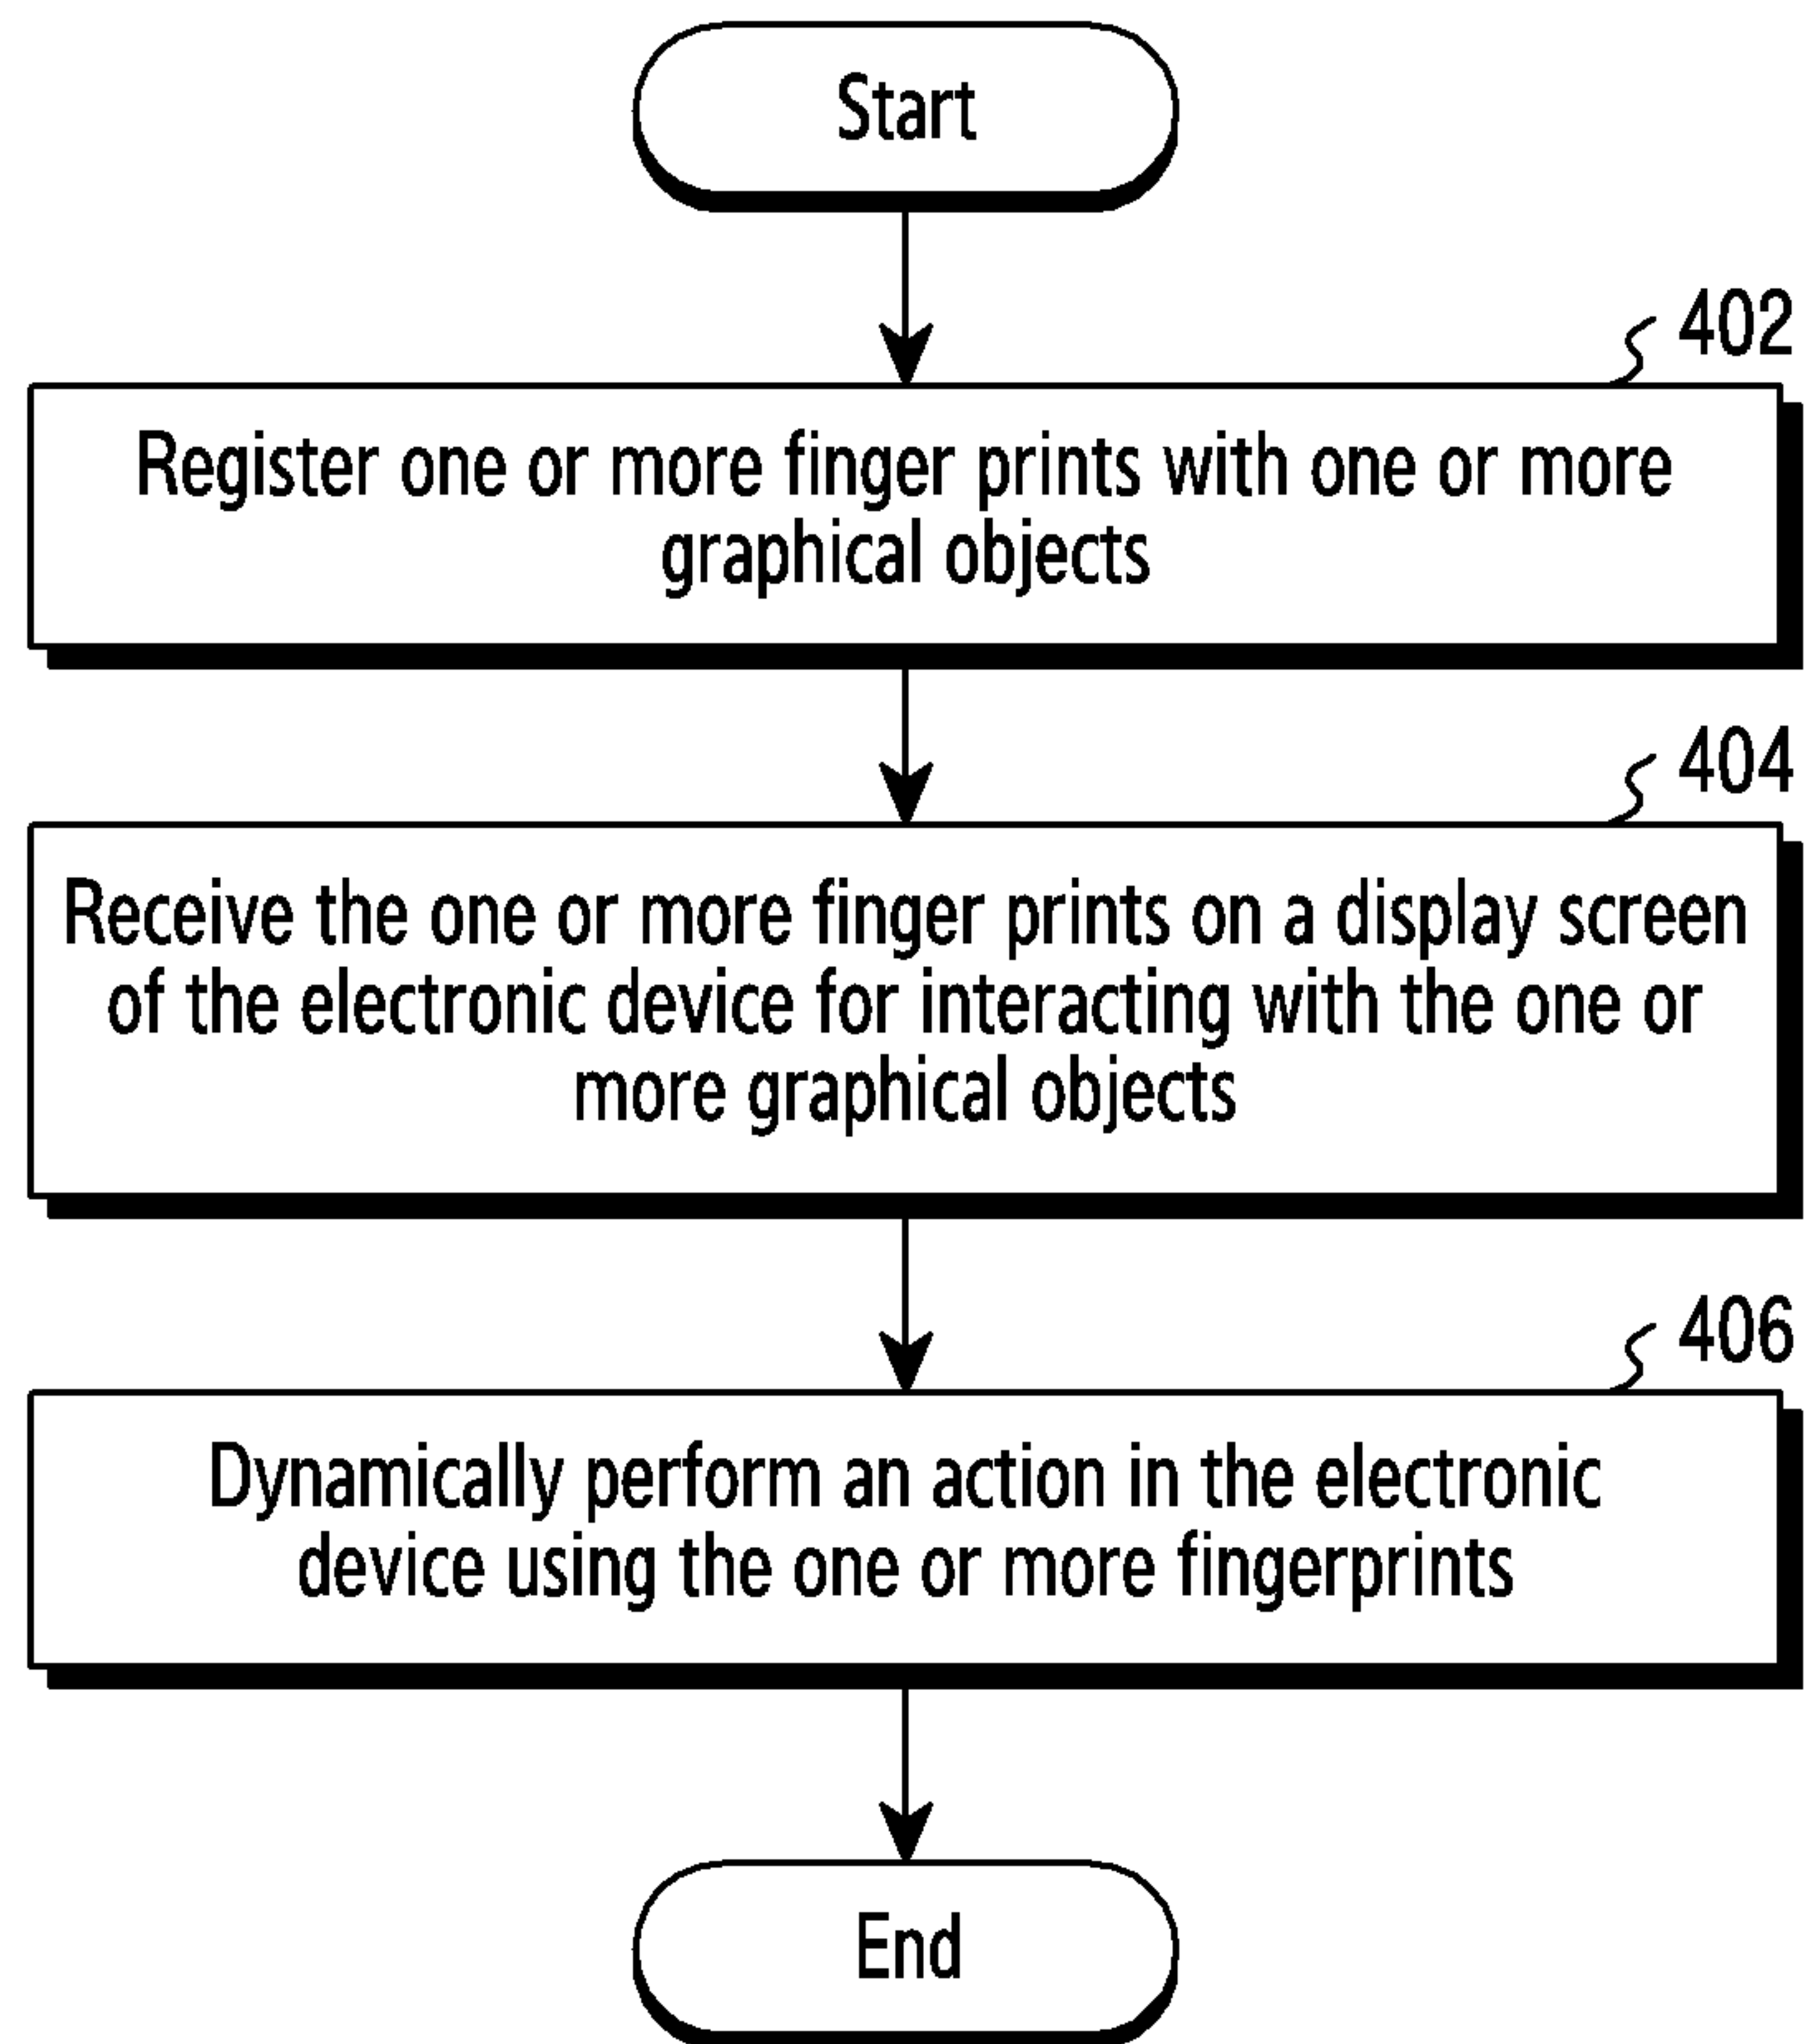 Start
402
Register one or more finger prints with one or more
graphical objects
404
Receive the one or more finger prints on a display screen
of the electronic device for interacting with the one or
more graphical objects
406
Dynamically perform an action in the electronic
device using the one or more fingerprints
End